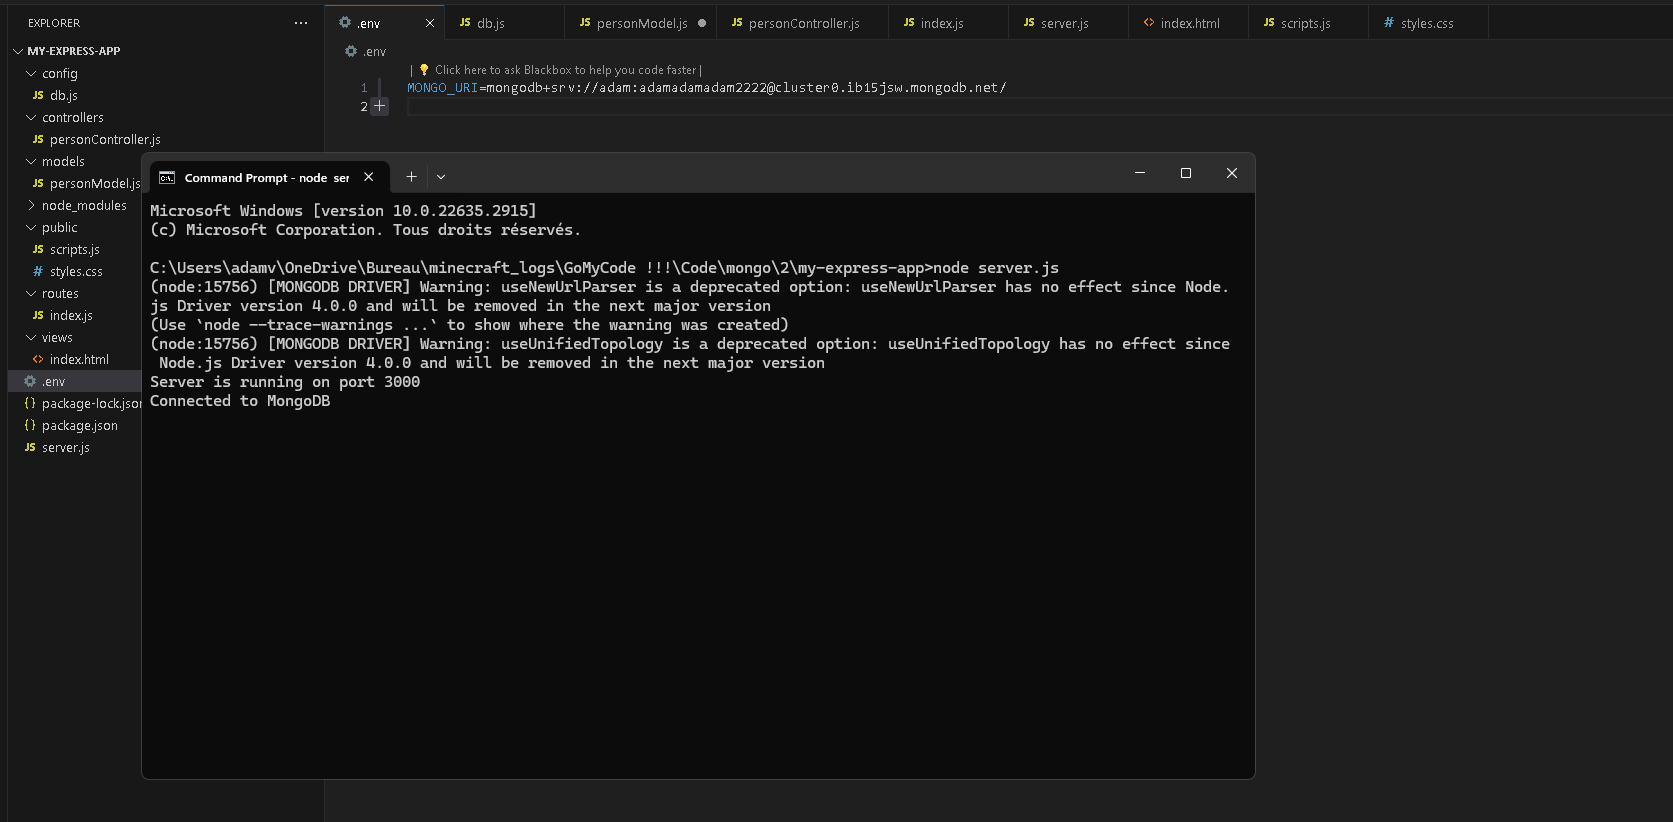 EXPLORER
MY-EXPRESS-APP
config
JS db.js
controllers
JS personController.js
models
JS personModel.js
node_modules
public
JS scripts.js
# styles.css
routes
JS index.js
views
<> index.html
.env
{} package-lock.json
{} package.json
JS server.js
.env
JS db.js
JS personModel.js
JS personController.js
JS index.js
JS server.js
<> index.html
JS scripts.js
# styles.css
.env
| 💡 Click here to ask Blackbox to help you code faster |
1 MONGO_URI=mongodb+srv://adam:adamadamadam2222@cluster0.ib15jsw.mongodb.net/
2
Command Prompt - node ser
Microsoft Windows [version 10.0.22635.2915]
(c) Microsoft Corporation. Tous droits réservés.
C:\Users\adamv\OneDrive\Bureau\minecraft_logs\GoMyCode !!!\Code\mongo\2\my-express-app>node server.js
(node:15756) [MONGODB DRIVER] Warning: useNewUrlParser is a deprecated option: useNewUrlParser has no effect since Node.
js Driver version 4.0.0 and will be removed in the next major version
(Use `node --trace-warnings ...` to show where the warning was created)
(node:15756) [MONGODB DRIVER] Warning: useUnifiedTopology is a deprecated option: useUnifiedTopology has no effect since
Node.js Driver version 4.0.0 and will be removed in the next major version
Server is running on port 3000
Connected to MongoDB